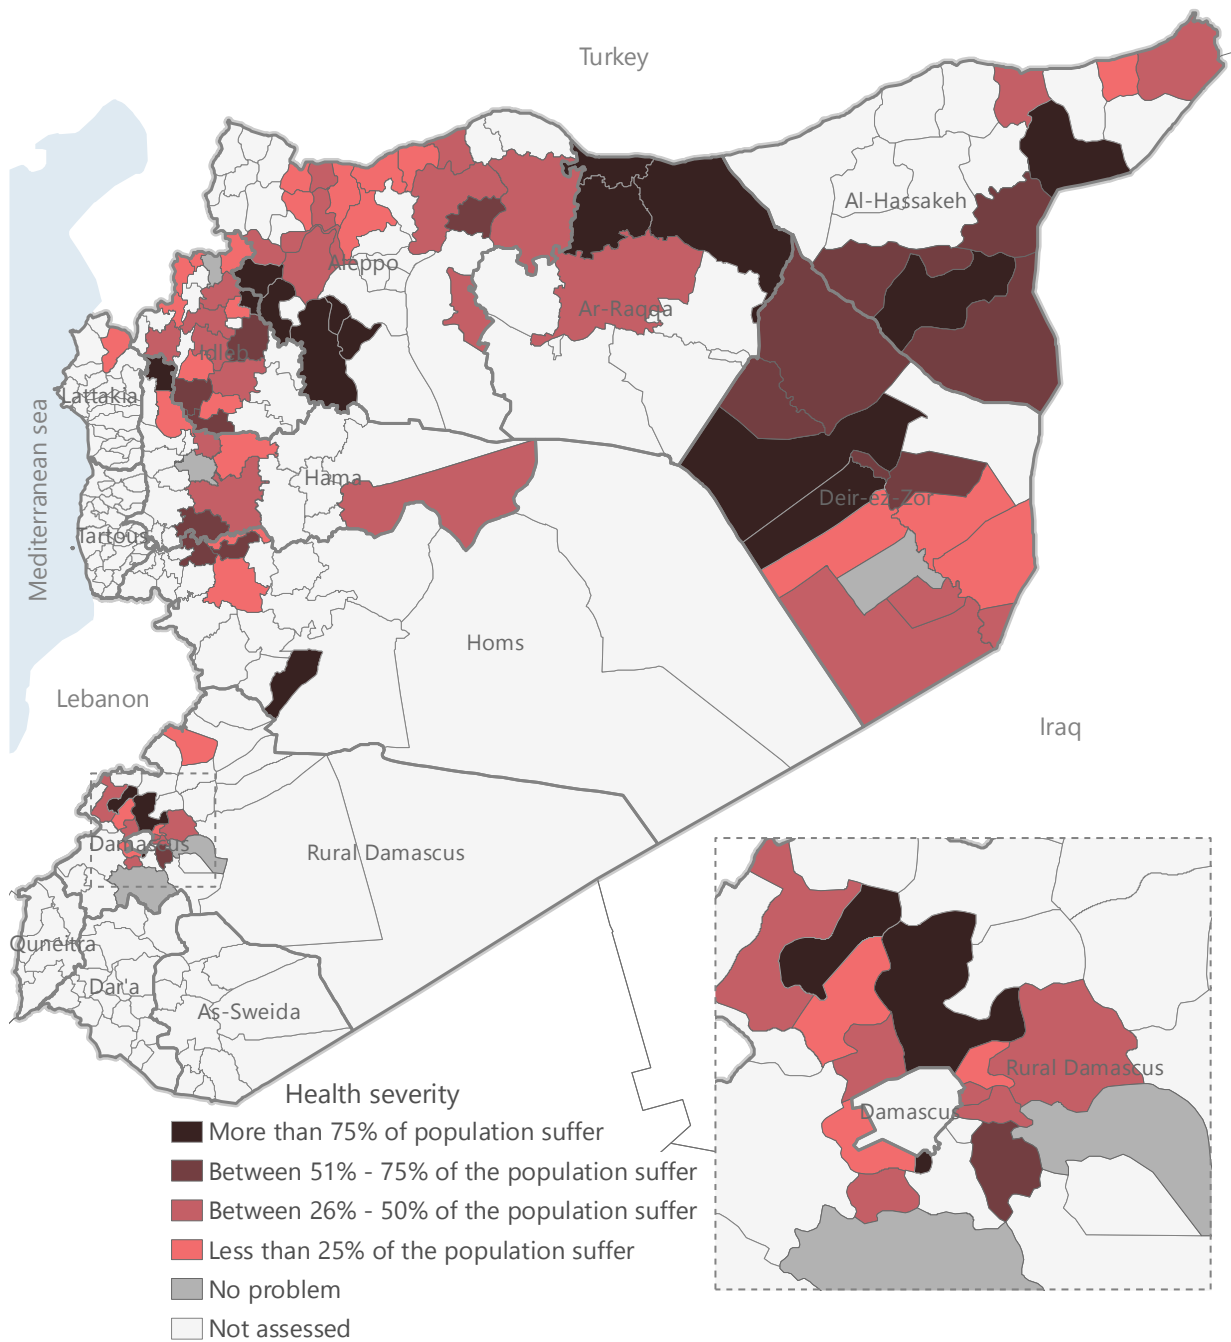 Turkey
Al-Hassakeh
Aleppo
Ar-Raqqa
Idleb
Lattakia
Mediterranean sea
Hama
Deir-ez-Zor
Tartous
Homs
Lebanon
Iraq
Damascus
Rural Damascus
Quneitra
Dar'a
As-Sweida
Rural Damascus
Damascus
Health severity
More than 75% of population suffer
Between 51% - 75% of the population suffer
Between 26% - 50% of the population suffer
Less than 25% of the population suffer
No problem
Not assessed